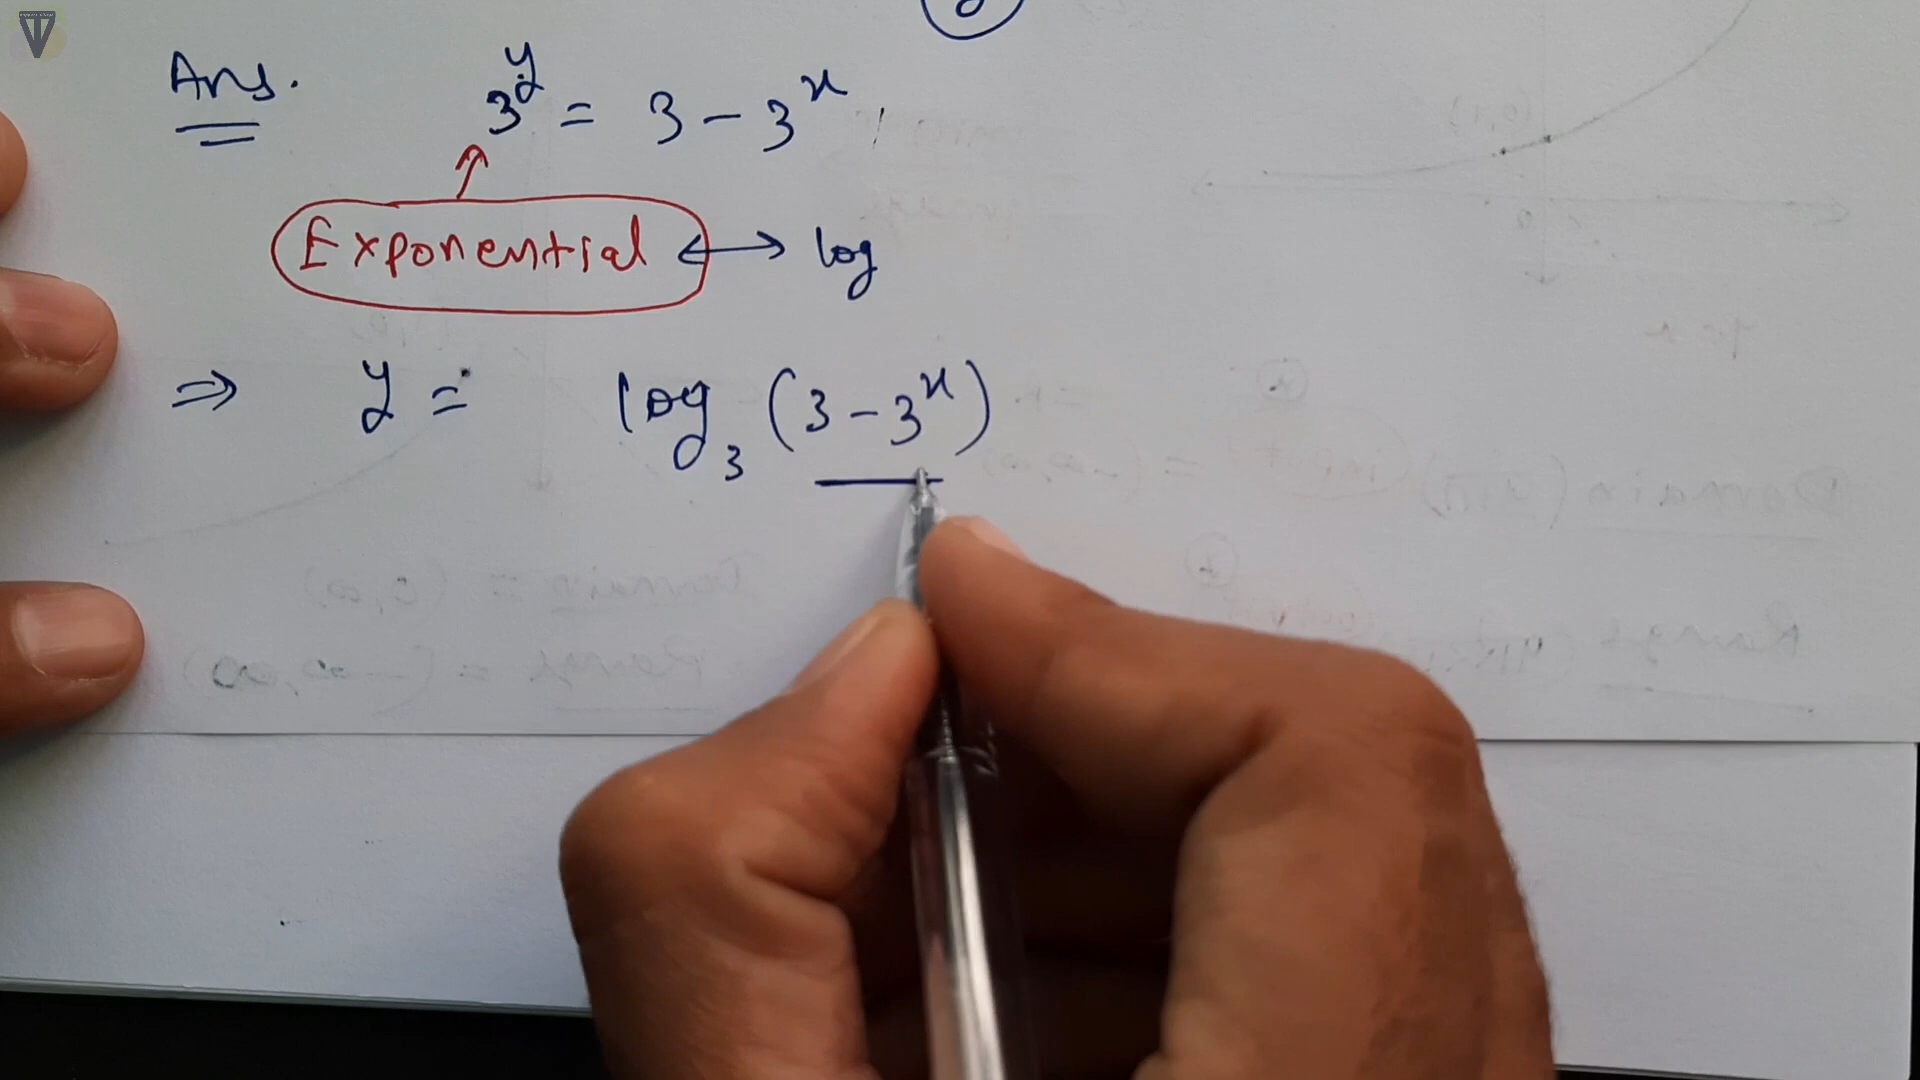 Ans. 3^y = 3 - 3^x ,
Exponential ↔ log
⇒ y = log_3 (3 - 3^x)